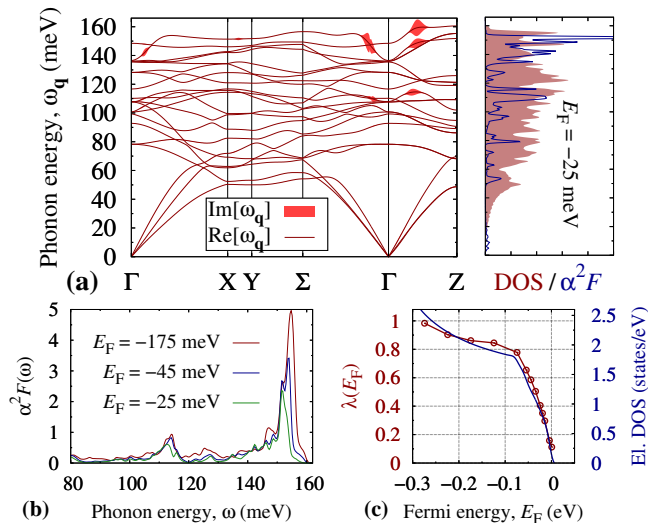 Phonon energy, ω_q (meV)
160
140
120
100
80
60
40
20
0
Im[ω_q]
Re[ω_q]
Γ X Y Σ Γ Z
(a)
E_F = −25 meV
DOS / α²F
α²F(ω)
5
4
3
2
1
0
E_F = −175 meV
E_F = −45 meV
E_F = −25 meV
80 100 120 140 160
(b) Phonon energy, ω (meV)
λ(E_F)
1
0.8
0.6
0.4
0.2
0
2.5
2
1.5
1
0.5
0
El. DOS (states/eV)
−0.3 −0.2 −0.1 0
(c) Fermi energy, E_F (eV)